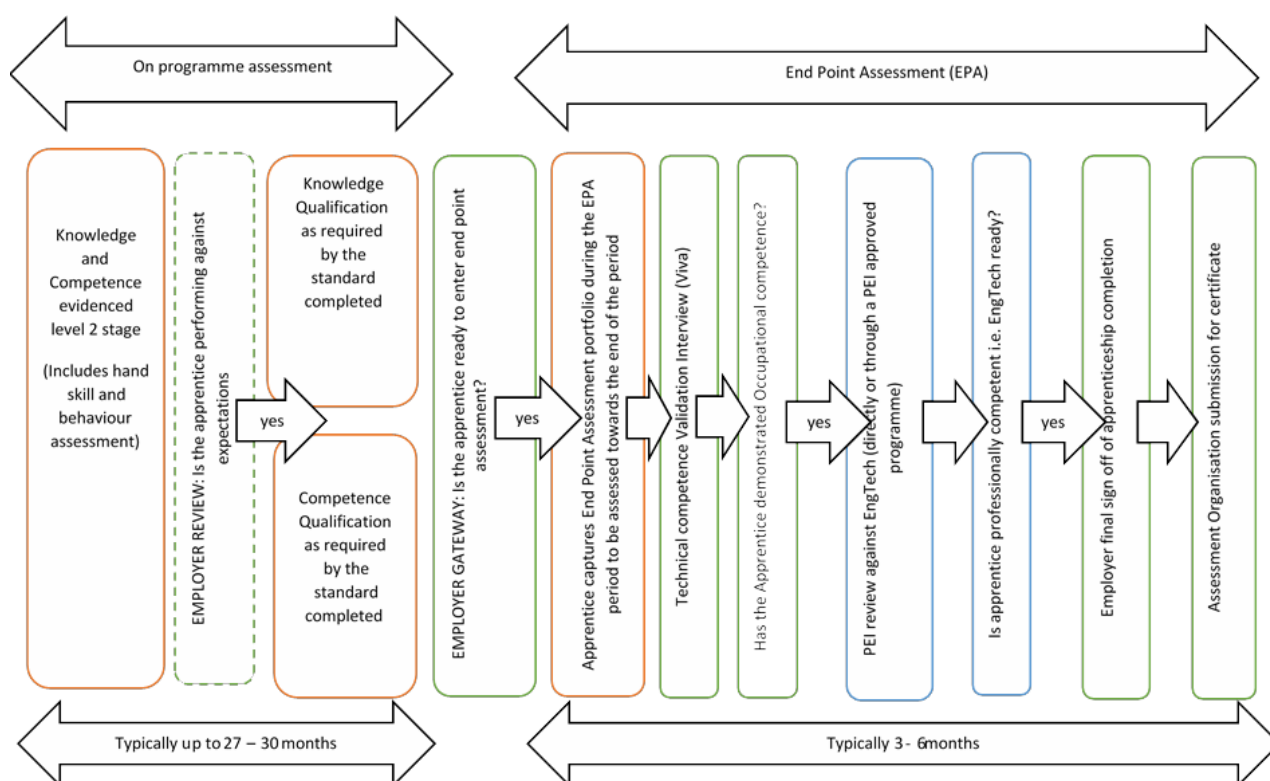 On programme assessment
End Point Assessment (EPA)
Knowledge
and
Competence
evidenced
level 2 stage
(Includes hand
skill and
behaviour
assessment)
EMPLOYER REVIEW: Is the apprentice performing against
expectations
yes
Knowledge
Qualification
as required
by the
standard
completed
Competence
Qualification
as required
by the
standard
completed
EMPLOYER GATEWAY: Is the apprentice ready to enter end point
assessment?
yes
Apprentice captures End Point Assessment portfolio during the EPA
period to be assessed towards the end of the period
Technical competence Validation Interview (Viva)
Has the Apprentice demonstrated Occupational competence?
yes
PEI review against EngTech (directly or through a PEI approved
programme)
Is apprentice professionally competent i.e. EngTech ready?
yes
Employer final sign off of apprenticeship completion
Assessment Organisation submission for certificate
Typically up to 27 – 30 months
Typically 3 - 6months